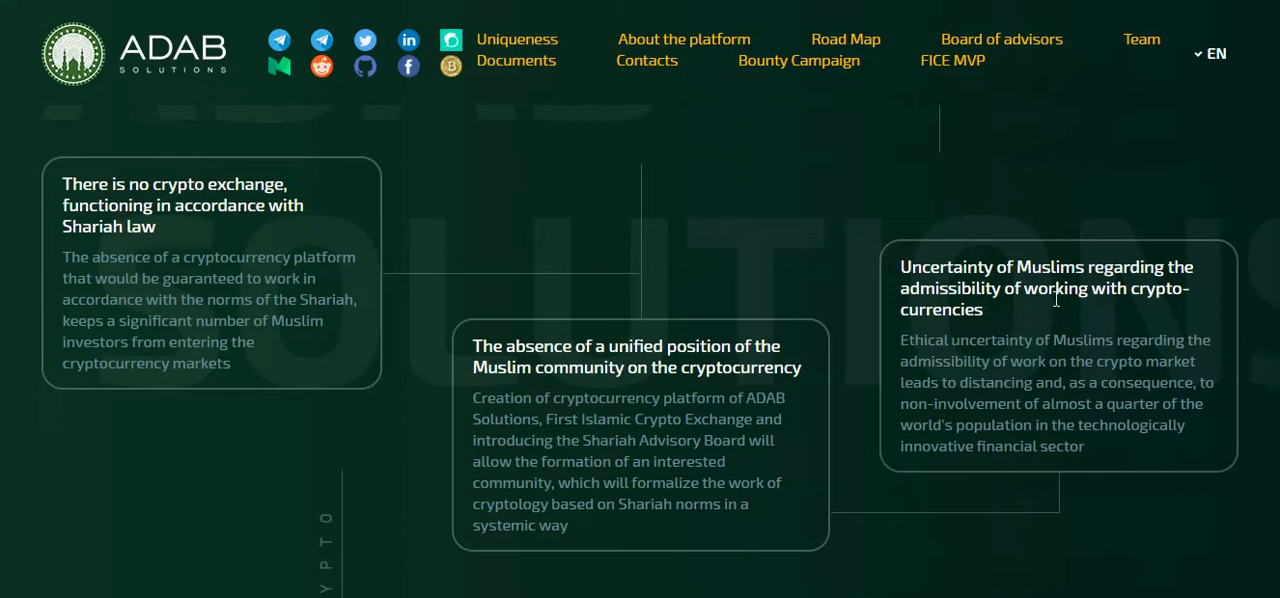 ADAB
SOLUTIONS
Uniqueness
About the platform
Road Map
Board of advisors
Team
Documents
Contacts
Bounty Campaign
FICE MVP
EN
There is no crypto exchange,
functioning in accordance with
Shariah law
The absence of a cryptocurrency platform
that would be guaranteed to work in
accordance with the norms of the Shariah,
keeps a significant number of Muslim
investors from entering the
cryptocurrency markets
The absence of a unified position of the
Muslim community on the cryptocurrency
Creation of cryptocurrency platform of ADAB
Solutions, First Islamic Crypto Exchange and
introducing the Shariah Advisory Board will
allow the formation of an interested
community, which will formalize the work of
cryptology based on Shariah norms in a
systemic way
Uncertainty of Muslims regarding the
admissibility of working with crypto-
currencies
Ethical uncertainty of Muslims regarding the
admissibility of work on the crypto market
leads to distancing and, as a consequence, to
non-involvement of almost a quarter of the
world's population in the technologically
innovative financial sector
SOLUTIONS
YPTO